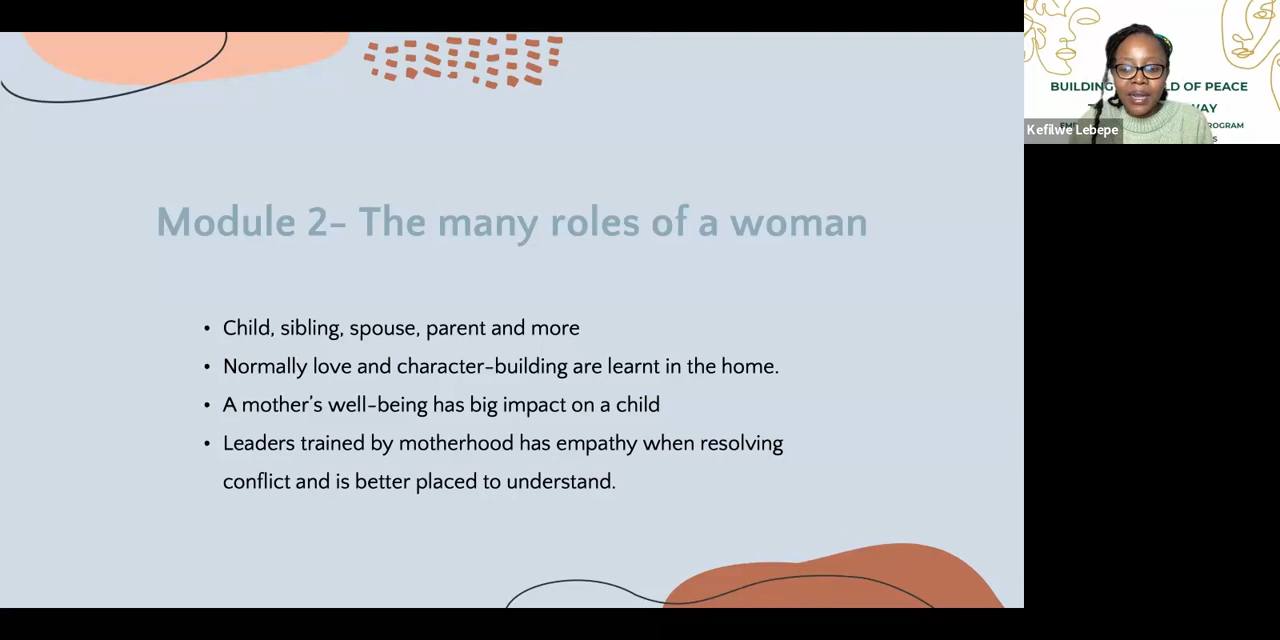 Module 2- The many roles of a woman
• Child, sibling, spouse, parent and more
• Normally love and character-building are learnt in the home.
• A mother's well-being has big impact on a child
• Leaders trained by motherhood has empathy when resolving
conflict and is better placed to understand.
BUILDING LD OF PEACE
WAY
ROGRAM
Kefilwe Lebepe